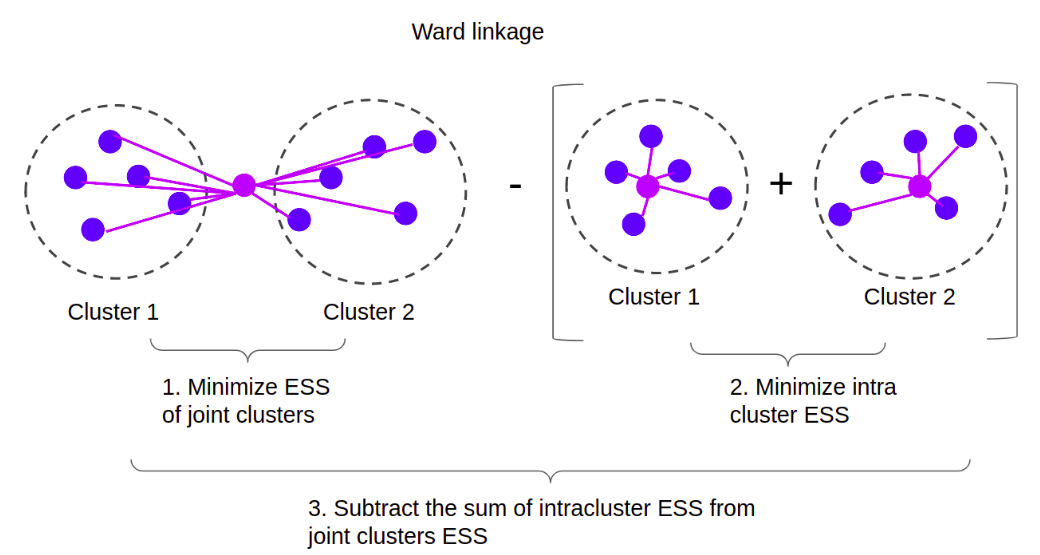 Ward linkage
-
+
Cluster 1
Cluster 2
Cluster 1
Cluster 2
1. Minimize ESS
of joint clusters
2. Minimize intra
cluster ESS
3. Subtract the sum of intracluster ESS from
joint clusters ESS